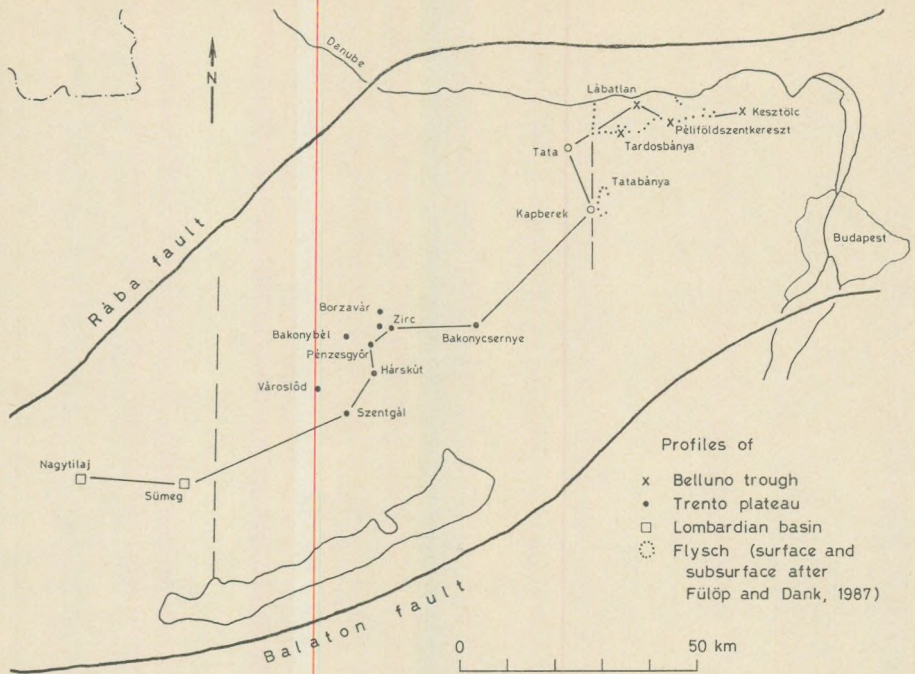 Danube
N
Lábatlan
Kesztölc
Péliföldszentkereszt
Tardosbánya
Tata
Tatabánya
Kapberek
Budapest
Rába fault
Borzavár
Zirc
Bakonybèl
Bakonycsernye
Pénzesgyőr
Hárskút
Városlőd
Szentgál
Nagytilaj
Sümeg
Balaton fault
Profiles of
x Belluno trough
• Trento plateau
□ Lombardian basin
Flysch (surface and
subsurface after
Fülöp and Dank, 1987)
0 50 km